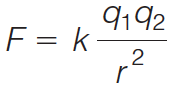 F = k q₁q₂ / r²